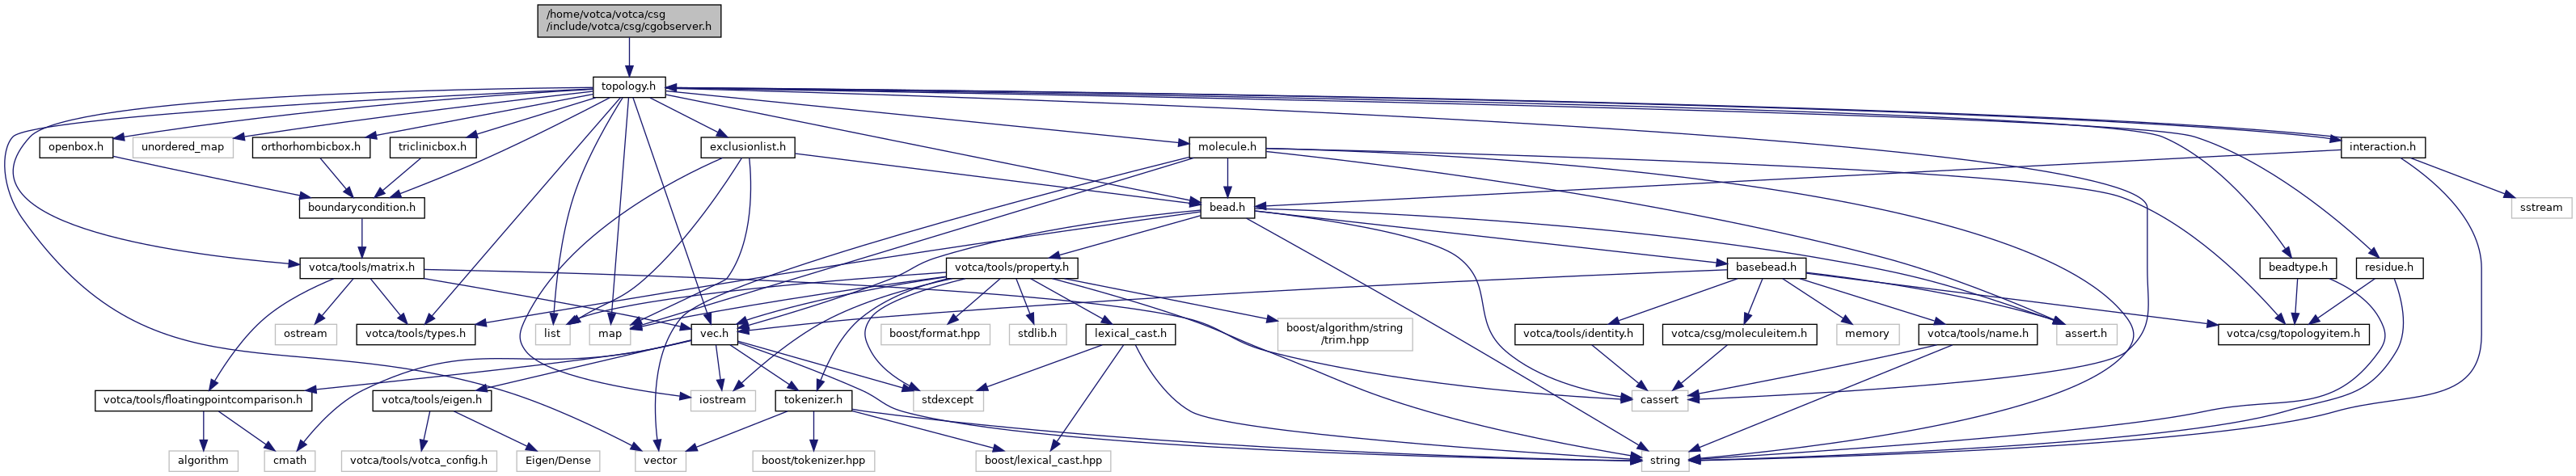 /home/votca/votca/csg
/include/votca/csg/cgobserver.h
topology.h
openbox.h
unordered_map
orthorhombicbox.h
triclinicbox.h
exclusionlist.h
molecule.h
interaction.h
boundarycondition.h
bead.h
sstream
votca/tools/matrix.h
votca/tools/property.h
basebead.h
beadtype.h
residue.h
ostream
votca/tools/types.h
list
map
vec.h
boost/format.hpp
stdlib.h
lexical_cast.h
boost/algorithm/string
/trim.hpp
votca/tools/identity.h
votca/csg/moleculeitem.h
memory
votca/tools/name.h
assert.h
votca/csg/topologyitem.h
votca/tools/floatingpointcomparison.h
votca/tools/eigen.h
iostream
tokenizer.h
stdexcept
cassert
algorithm
cmath
votca/tools/votca_config.h
Eigen/Dense
vector
boost/tokenizer.hpp
boost/lexical_cast.hpp
string